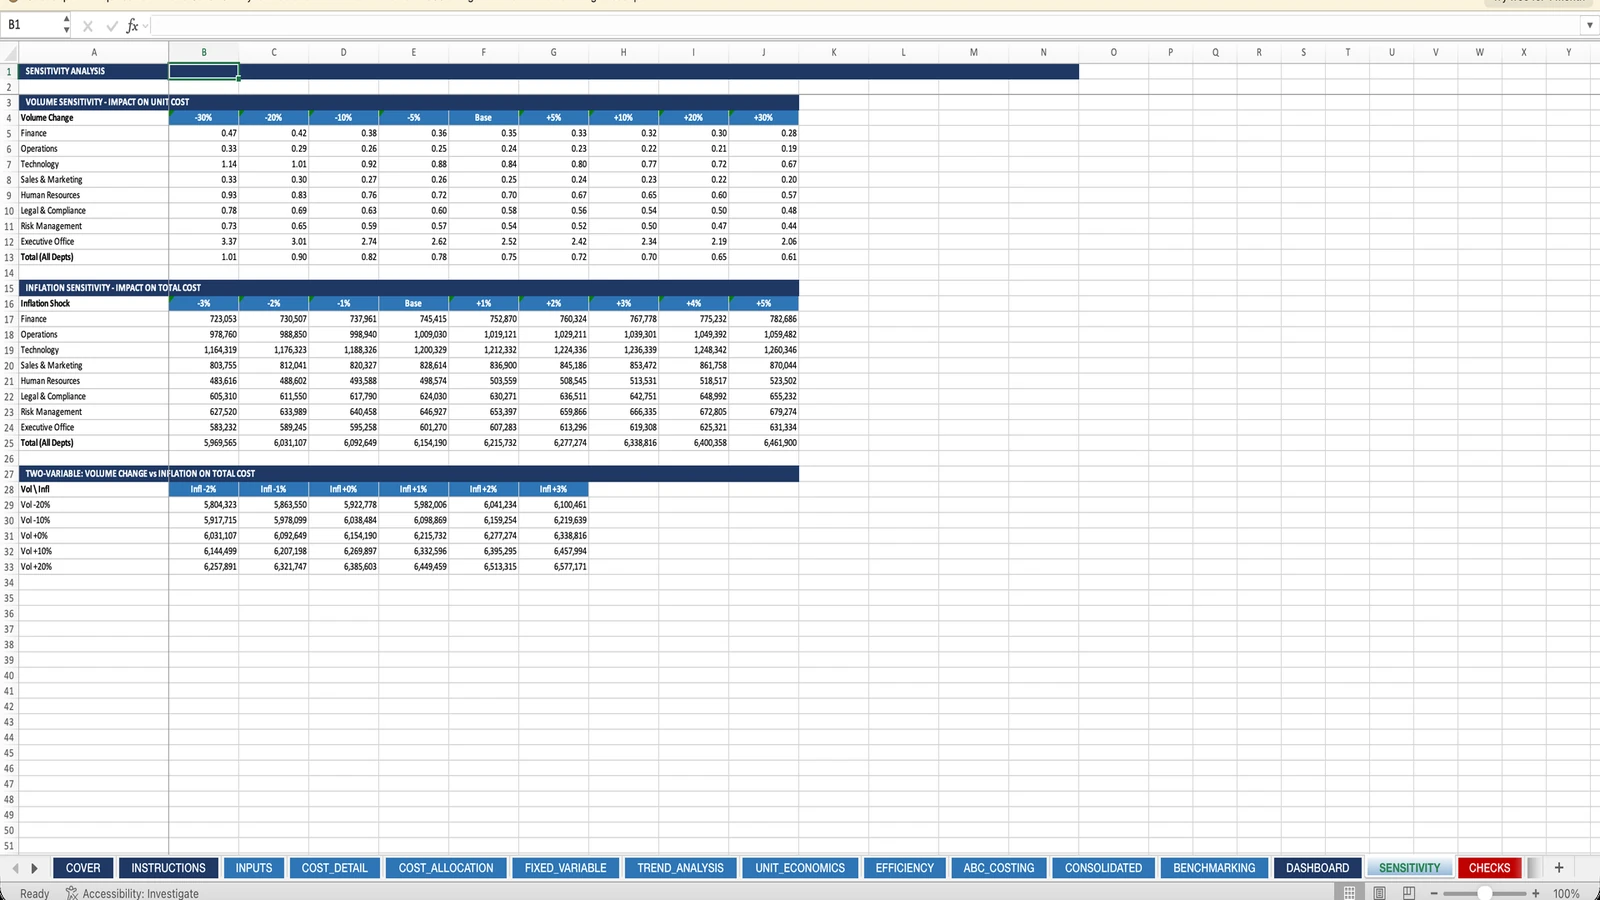 B1 fx
A B C D E F G H I J K L M N O P Q R S T U V W X Y
1 SENSITIVITY ANALYSIS
2
3 VOLUME SENSITIVITY - IMPACT ON UNIT COST
4 Volume Change -30% -20% -10% -5% Base +5% +10% +20% +30%
5 Finance 0.47 0.42 0.38 0.36 0.35 0.33 0.32 0.30 0.28
6 Operations 0.33 0.29 0.26 0.25 0.24 0.23 0.22 0.21 0.19
7 Technology 1.14 1.01 0.92 0.88 0.84 0.80 0.77 0.72 0.67
8 Sales & Marketing 0.33 0.30 0.27 0.26 0.25 0.24 0.23 0.22 0.20
9 Human Resources 0.93 0.83 0.76 0.72 0.70 0.67 0.65 0.60 0.57
10 Legal & Compliance 0.78 0.69 0.63 0.60 0.58 0.56 0.54 0.50 0.48
11 Risk Management 0.73 0.65 0.59 0.57 0.54 0.52 0.50 0.47 0.44
12 Executive Office 3.37 3.01 2.74 2.62 2.52 2.42 2.34 2.19 2.06
13 Total (All Depts) 1.01 0.90 0.82 0.78 0.75 0.72 0.70 0.65 0.61
14
15 INFLATION SENSITIVITY - IMPACT ON TOTAL COST
16 Inflation Shock -3% -2% -1% Base +1% +2% +3% +4% +5%
17 Finance 723,053 730,507 737,961 745,415 752,870 760,324 767,778 775,232 782,686
18 Operations 978,760 988,850 998,940 1,009,030 1,019,121 1,029,211 1,039,301 1,049,392 1,059,482
19 Technology 1,164,319 1,176,323 1,188,326 1,200,329 1,212,332 1,224,336 1,236,339 1,248,342 1,260,346
20 Sales & Marketing 803,755 812,041 820,327 828,614 836,900 845,186 853,472 861,758 870,044
21 Human Resources 483,616 488,602 493,588 498,574 503,559 508,545 513,531 518,517 523,502
22 Legal & Compliance 605,310 611,550 617,790 624,030 630,271 636,511 642,751 648,992 655,232
23 Risk Management 627,520 633,989 640,458 646,927 653,397 659,866 666,335 672,805 679,274
24 Executive Office 583,232 589,245 595,258 601,270 607,283 613,296 619,308 625,321 631,334
25 Total (All Depts) 5,969,565 6,031,107 6,092,649 6,154,190 6,215,732 6,277,274 6,338,816 6,400,358 6,461,900
26
27 TWO-VARIABLE: VOLUME CHANGE vs INFLATION ON TOTAL COST
28 Vol \ Infl Infl -2% Infl -1% Infl +0% Infl +1% Infl +2% Infl +3%
29 Vol -20% 5,804,323 5,863,550 5,922,778 5,982,006 6,041,234 6,100,461
30 Vol -10% 5,917,715 5,978,099 6,038,484 6,098,869 6,159,254 6,219,639
31 Vol +0% 6,031,107 6,092,649 6,154,190 6,215,732 6,277,274 6,338,816
32 Vol +10% 6,144,499 6,207,198 6,269,897 6,332,596 6,395,295 6,457,994
33 Vol +20% 6,257,891 6,321,747 6,385,603 6,449,459 6,513,315 6,577,171
34
35
36
37
38
39
40
41
42
43
44
45
46
47
48
49
50
51
COVER INSTRUCTIONS INPUTS COST_DETAIL COST_ALLOCATION FIXED_VARIABLE TREND_ANALYSIS UNIT_ECONOMICS EFFICIENCY ABC_COSTING CONSOLIDATED BENCHMARKING DASHBOARD SENSITIVITY CHECKS +
Ready Accessibility: Investigate − + 100%